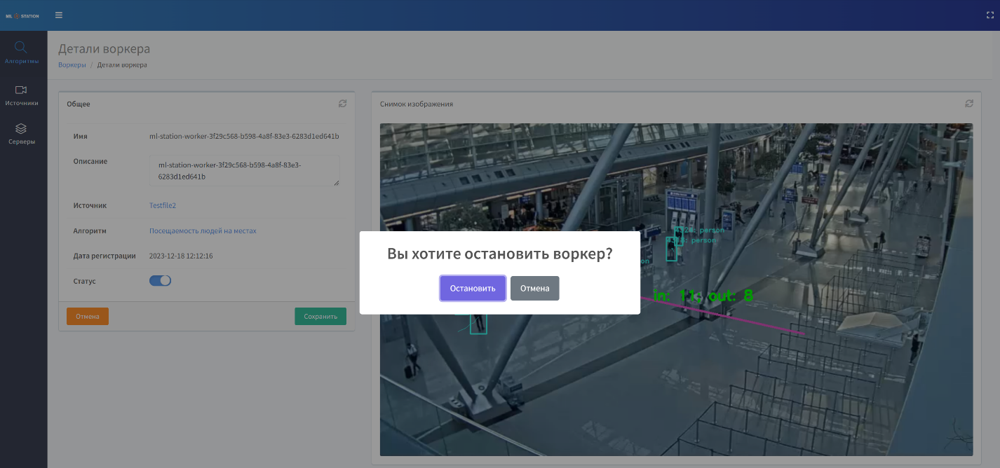 ML STATION
Алгоритмы
Источники
Серверы
Детали воркера
Воркеры / Детали воркера
Общее
Имя
ml-station-worker-3f29c568-b598-4a8f-83e3-6283d1ed641b
Описание
ml-station-worker-3f29c568-b598-4a8f-83e3-
6283d1ed641b
Источник
Testfile2
Алгоритм
Посещаемость людей на местах
Дата регистрации
2023-12-18 12:12:16
Статус
Отмена
Сохранить
Снимок изображения
person
person
on
in: 11, out: 8
Вы хотите остановить воркер?
Остановить
Отмена